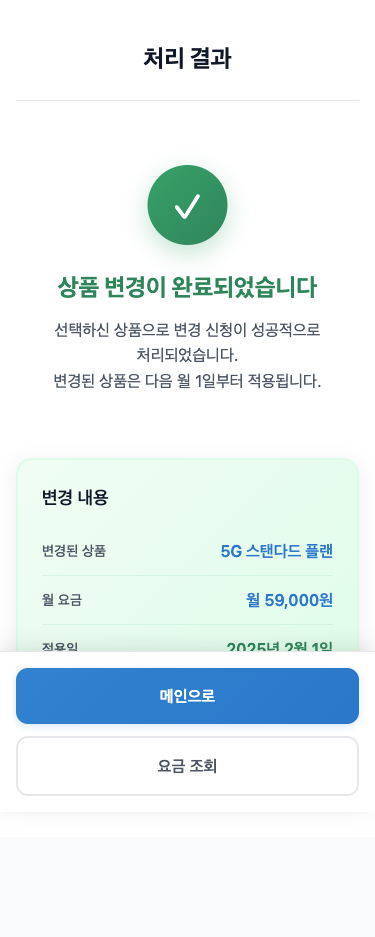 처리 결과
상품 변경이 완료되었습니다
선택하신 상품으로 변경 신청이 성공적으로
처리되었습니다.
변경된 상품은 다음 월 1일부터 적용됩니다.
변경 내용
변경된 상품 5G 스탠다드 플랜
월 요금 월 59,000원
적용일 2025년 2월 1일
메인으로
요금 조회